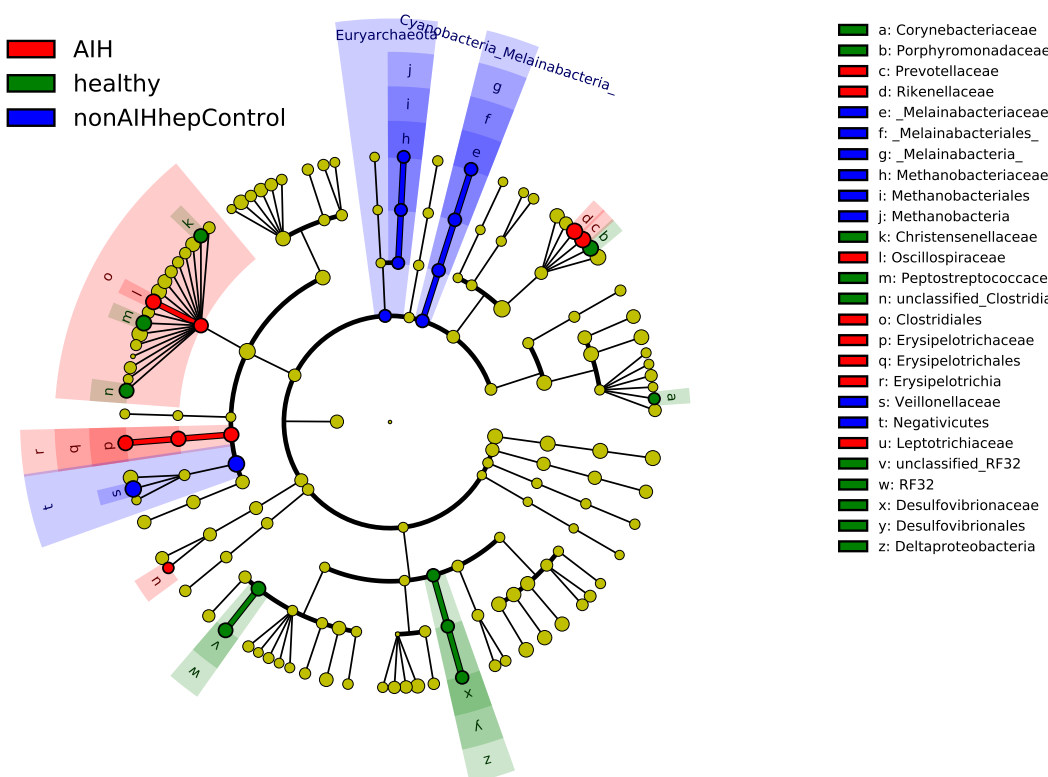 AIH
healthy
nonAIHhepControl
Euryarchaeota
Cyanobacteria_Melainabacteria_
j
i
h
g
f
e
d
c
b
a
k
o
l
m
n
r
q
p
t
s
u
v
w
x
y
z
a: Corynebacteriaceae
b: Porphyromonadaceae
c: Prevotellaceae
d: Rikenellaceae
e: _Melainabacteriaceae
f: _Melainabacteriales_
g: _Melainabacteria_
h: Methanobacteriaceae
i: Methanobacteriales
j: Methanobacteria
k: Christensenellaceae
l: Oscillospiraceae
m: Peptostreptococcace
n: unclassified_Clostridia
o: Clostridiales
p: Erysipelotrichaceae
q: Erysipelotrichales
r: Erysipelotrichia
s: Veillonellaceae
t: Negativicutes
u: Leptotrichiaceae
v: unclassified_RF32
w: RF32
x: Desulfovibrionaceae
y: Desulfovibrionales
z: Deltaproteobacteria